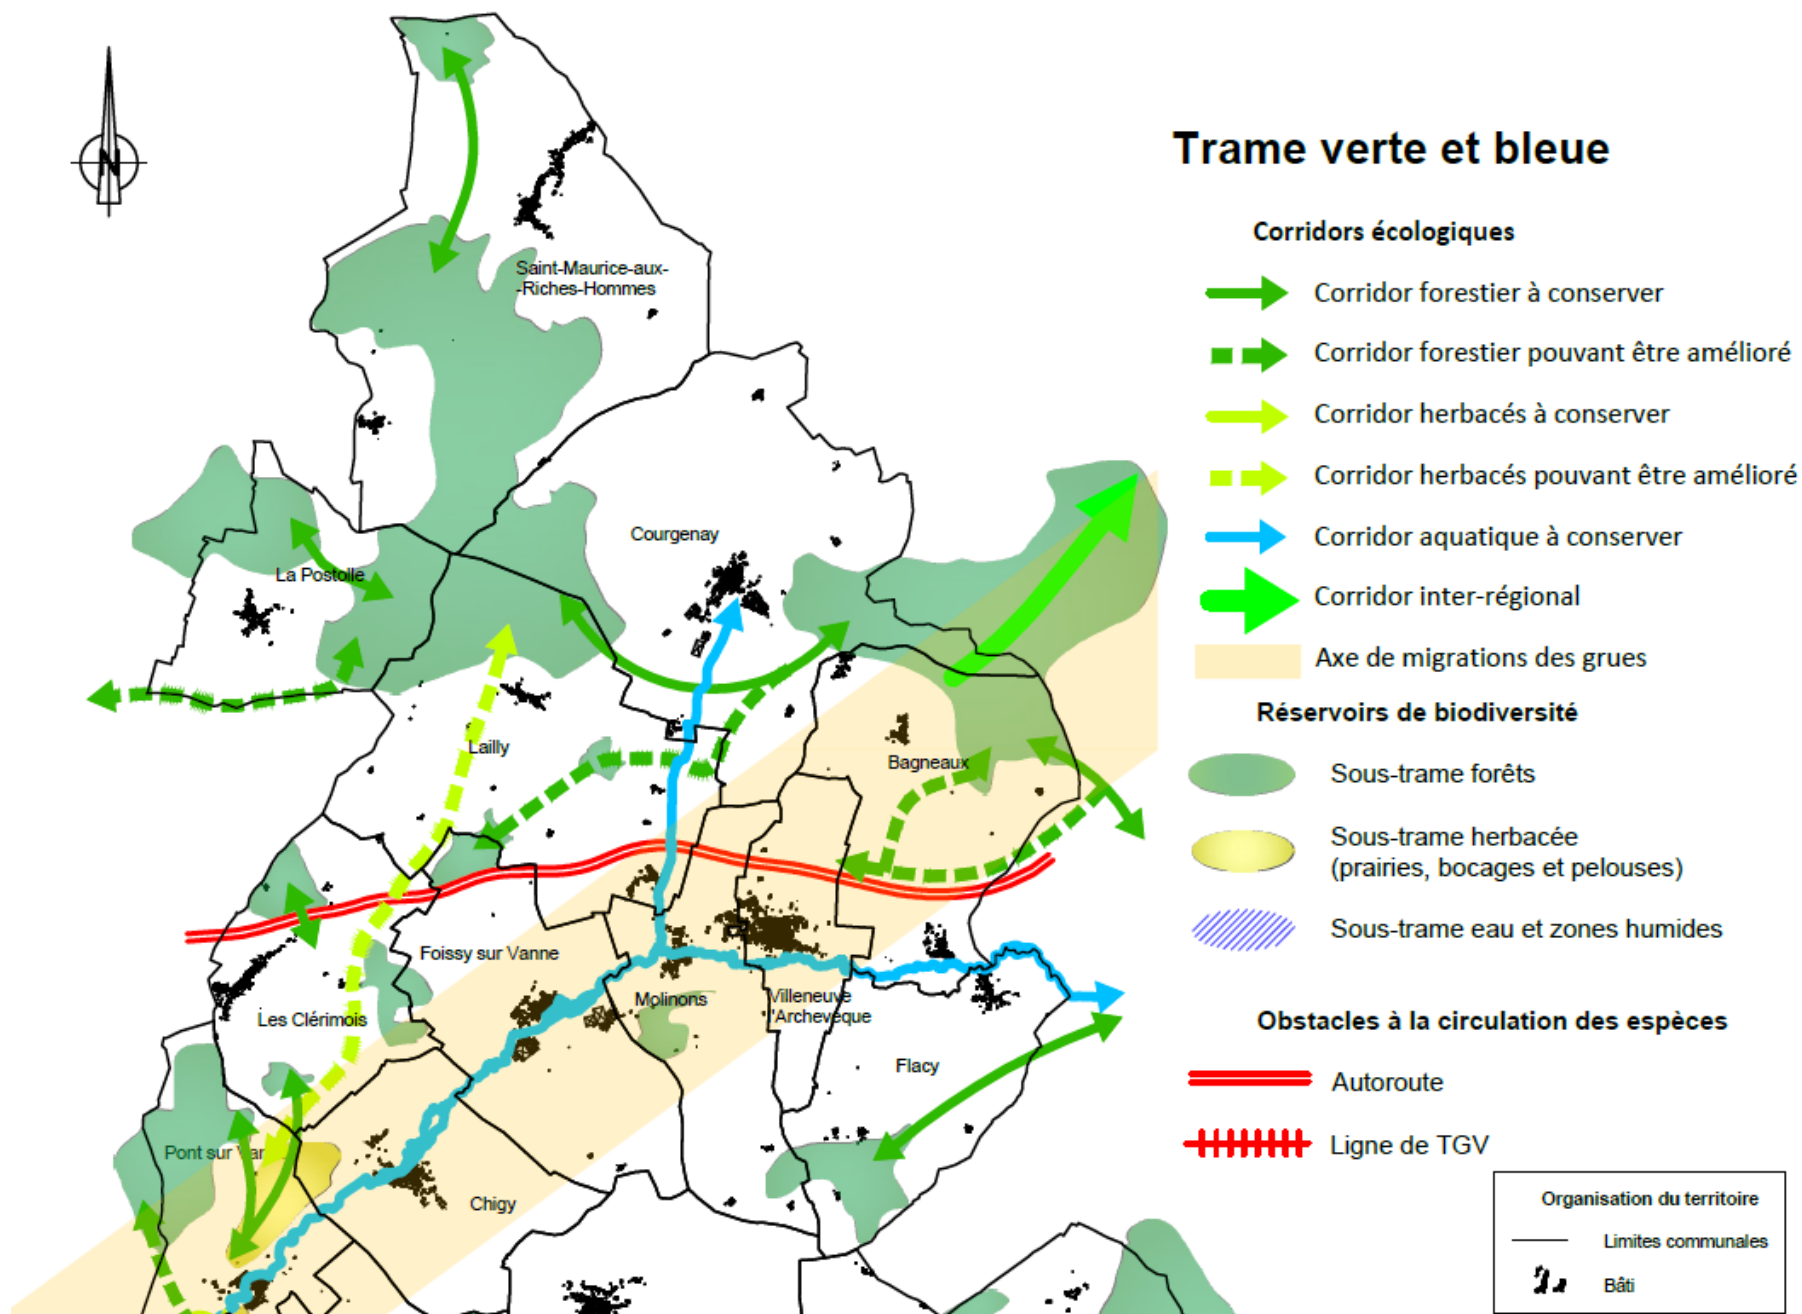 N
Trame verte et bleue
Corridors écologiques
Corridor forestier à conserver
Corridor forestier pouvant être amélioré
Corridor herbacés à conserver
Corridor herbacés pouvant être amélioré
Corridor aquatique à conserver
Corridor inter-régional
Axe de migrations des grues
Réservoirs de biodiversité
Sous-trame forêts
Sous-trame herbacée
(prairies, bocages et pelouses)
Sous-trame eau et zones humides
Obstacles à la circulation des espèces
Autoroute
Ligne de TGV
Organisation du territoire
Limites communales
Bâti
Saint-Maurice-aux-
-Riches-Hommes
Courgenay
La Postolle
Lailly
Bagneaux
Foissy sur Vanne
Molinons
Villeneuve
'Archevêque
Les Clérimois
Flacy
Pont sur Van
Chigy